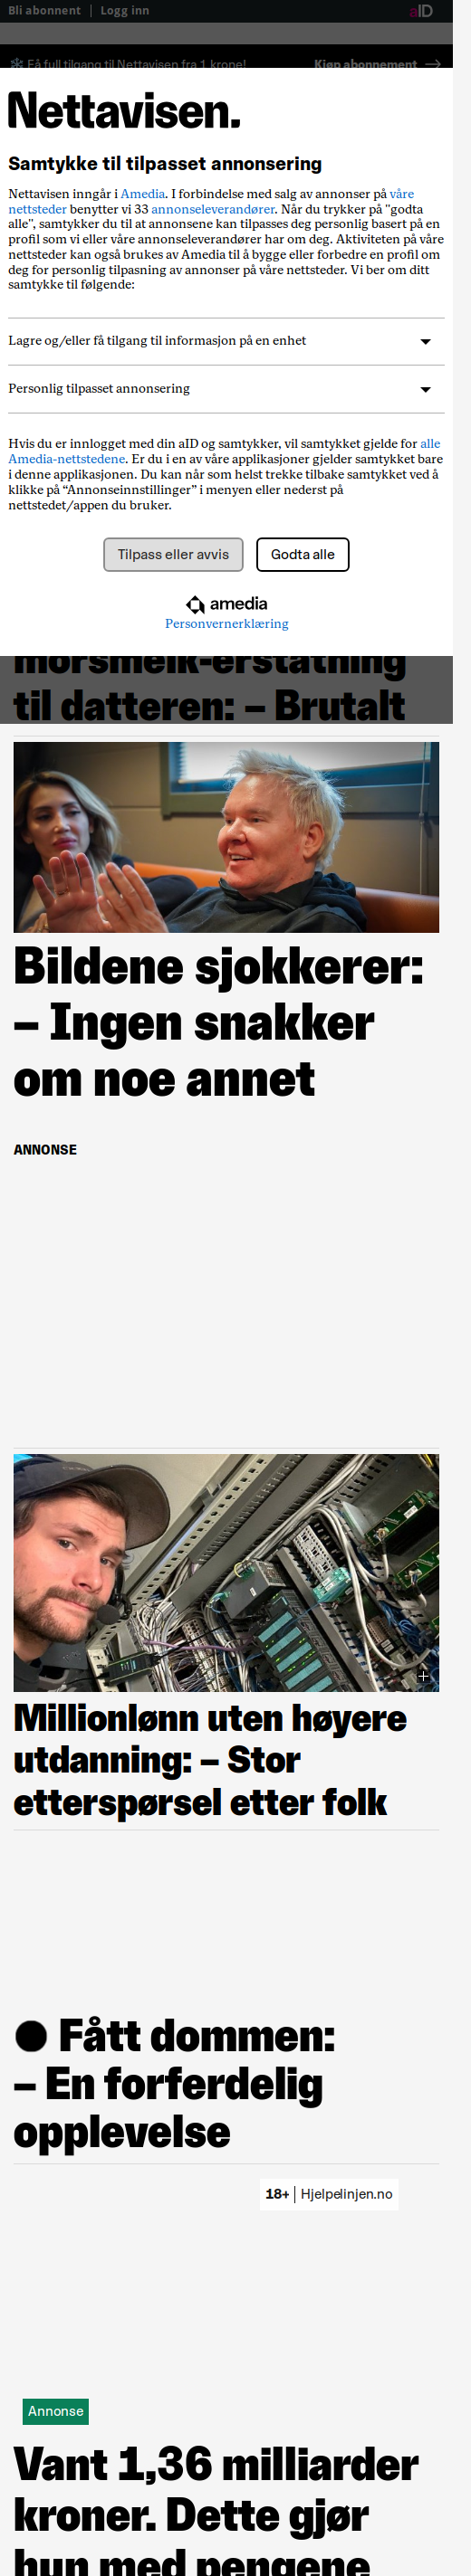 Bli abonnent | Logg inn
aID
Få full tilgang til Nettavisen fra 1 krone!
Kjøp abonnement →
Nettavisen.
Samtykke til tilpasset annonsering
Nettavisen inngår i Amedia. I forbindelse med salg av annonser på våre
nettsteder benytter vi 33 annonseleverandører. Når du trykker på "godta
alle", samtykker du til at annonsene kan tilpasses deg personlig basert på en
profil som vi eller våre annonseleverandører har om deg. Aktiviteten på våre
nettsteder kan også brukes av Amedia til å bygge eller forbedre en profil om
deg for personlig tilpasning av annonser på våre nettsteder. Vi ber om ditt
samtykke til følgende:
Lagre og/eller få tilgang til informasjon på en enhet
Personlig tilpasset annonsering
Hvis du er innlogget med din aID og samtykker, vil samtykket gjelde for alle
Amedia-nettstedene. Er du i en av våre applikasjoner gjelder samtykket bare
i denne applikasjonen. Du kan når som helst trekke tilbake samtykket ved å
klikke på “Annonseinnstillinger” i menyen eller nederst på
nettstedet/appen du bruker.
Tilpass eller avvis
Godta alle
amedia
Personvernerklæring
morsmelk-erstatning
til datteren: – Brutalt
Bildene sjokkerer:
– Ingen snakker
om noe annet
ANNONSE
Millionlønn uten høyere
utdanning: – Stor
etterspørsel etter folk
Fått dommen:
– En forferdelig
opplevelse
18+ | Hjelpelinjen.no
Annonse
Vant 1,36 milliarder
kroner. Dette gjør
hun med pengene